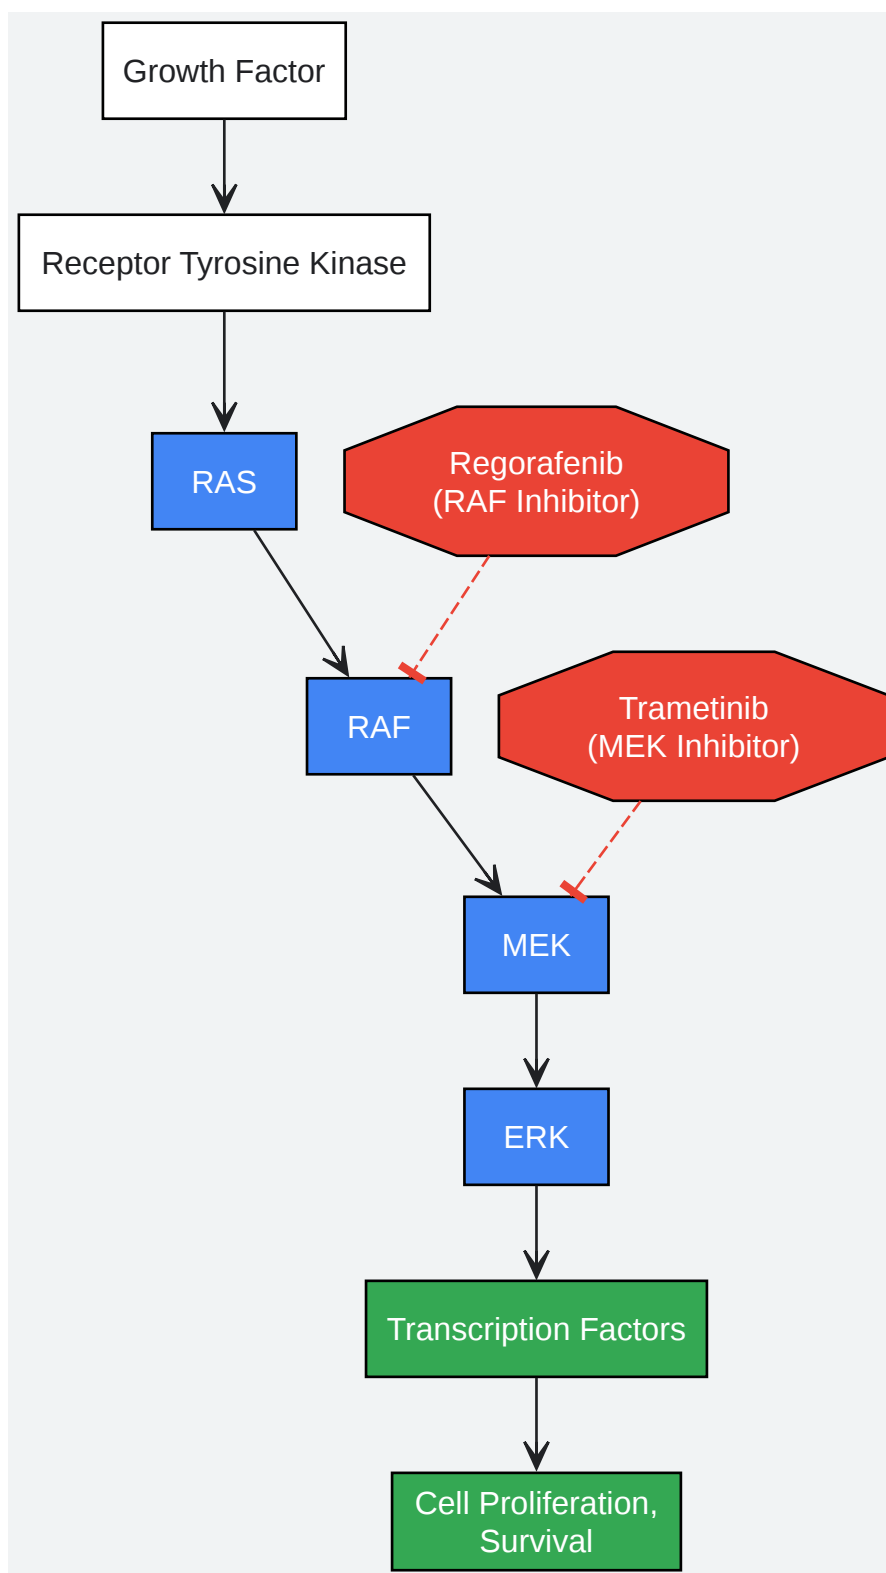 Growth Factor
Receptor Tyrosine Kinase
RAS
Regorafenib
(RAF Inhibitor)
RAF
Trametinib
(MEK Inhibitor)
MEK
ERK
Transcription Factors
Cell Proliferation,
Survival